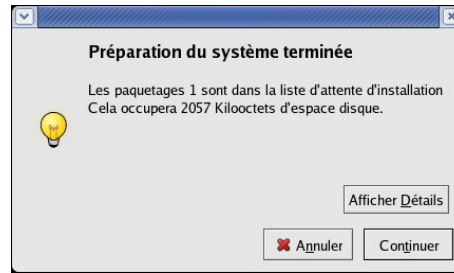 Préparation du système terminée
Les paquetages 1 sont dans la liste d'attente d'installation
Cela occupera 2057 Kilooctets d'espace disque.
Afficher Détails
Annuler
Continuer